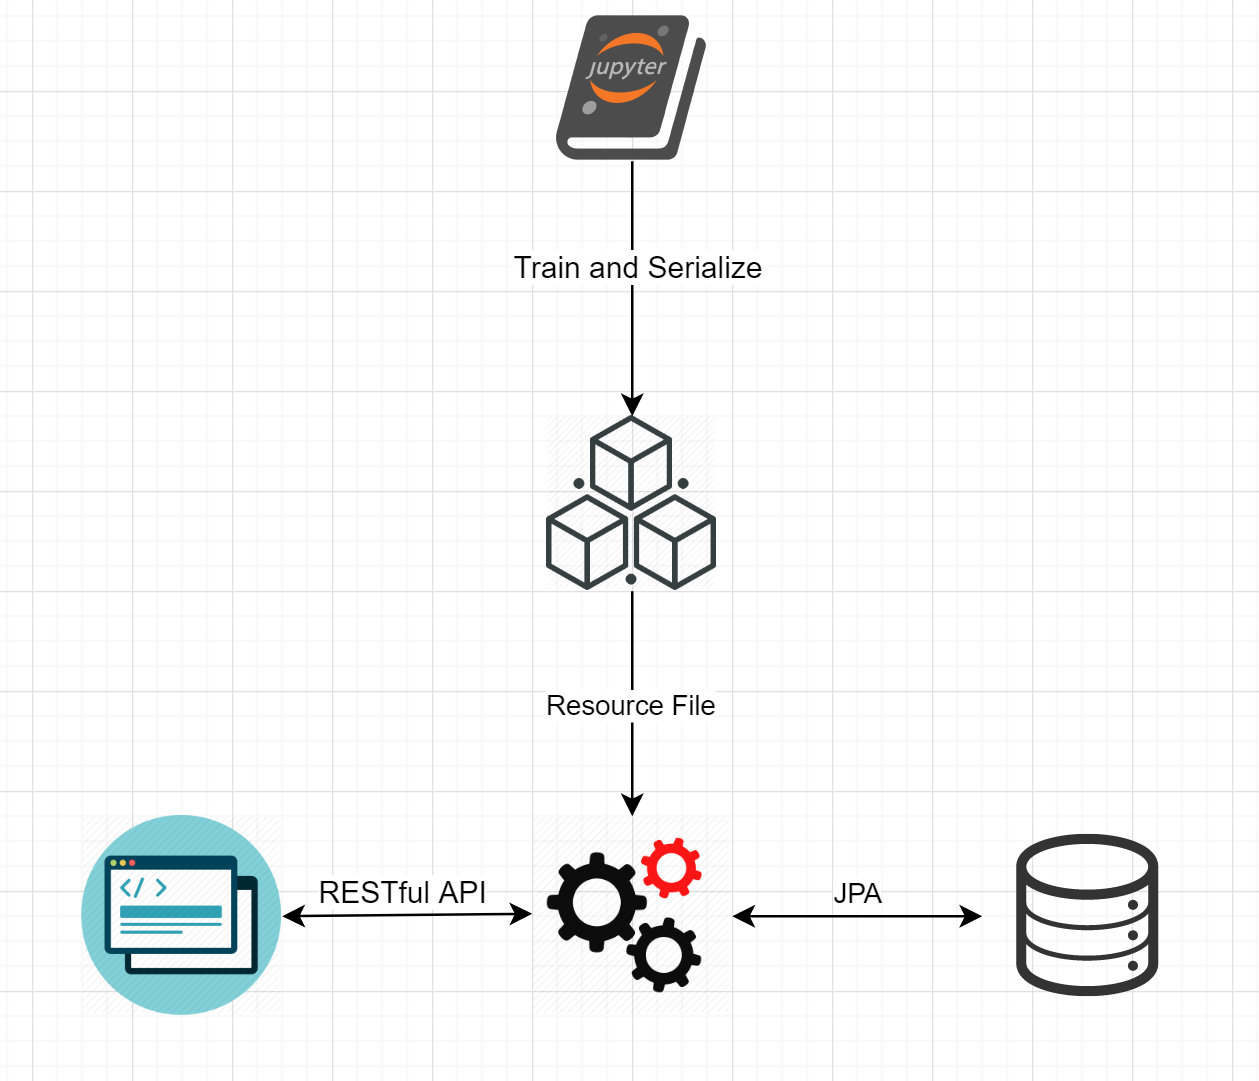 jupyter
Train and Serialize
Resource File
RESTful API
JPA